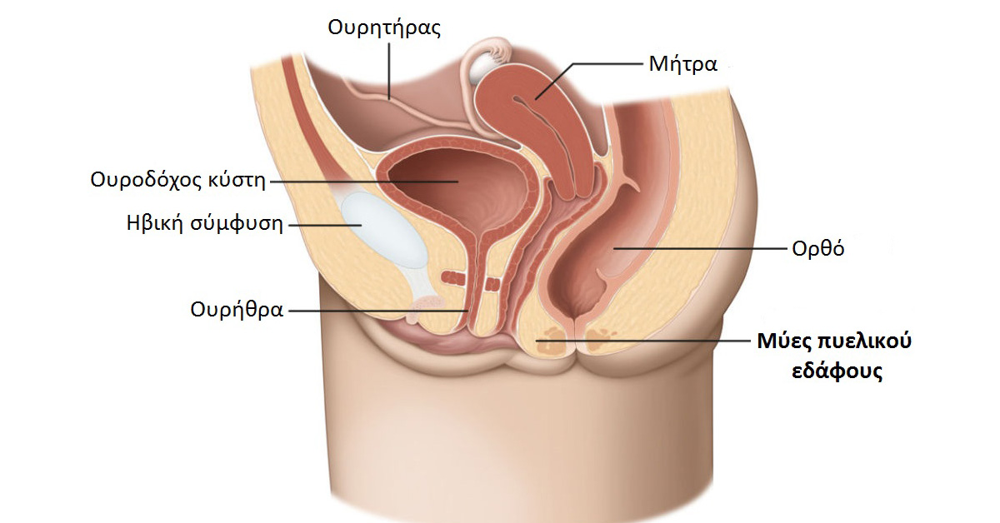 Ουρητήρας
Μήτρα
Ουροδόχος κύστη
Ηβική σύμφυση
Ορθό
Ουρήθρα
Μύες πυελικού
εδάφους